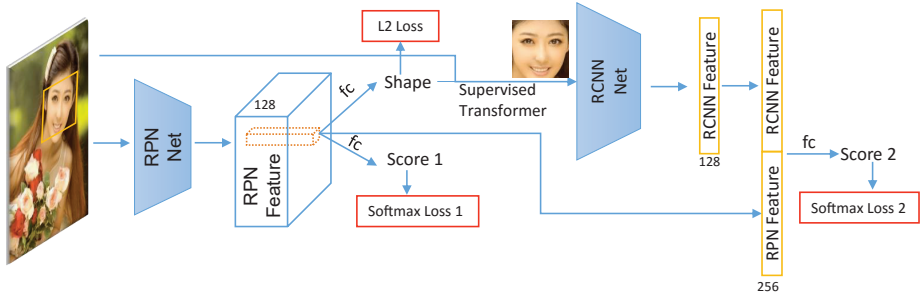 L2 Loss
RPN
Net
128
RPN
Feature
fc
Shape
Supervised
Transformer
fc
Score 1
Softmax Loss 1
RCNN
Net
RCNN Feature
128
RCNN Feature
RPN Feature
256
fc
Score 2
Softmax Loss 2